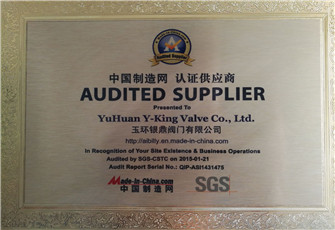 Audited Supplier
中国制造网 认证供应商
AUDITED SUPPLIER
Presented To
YuHuan Y-King Valve Co., Ltd.
玉环银鼎阀门有限公司
http://aibily.en.made-in-china.com
In Recognition of Your Site Existence & Business Operations
Audited by SGS-CSTC on 2015-01-21
Audit Report Serial No.: QIP-ASI1431475
Made-in-China.com
中国制造网
SGS